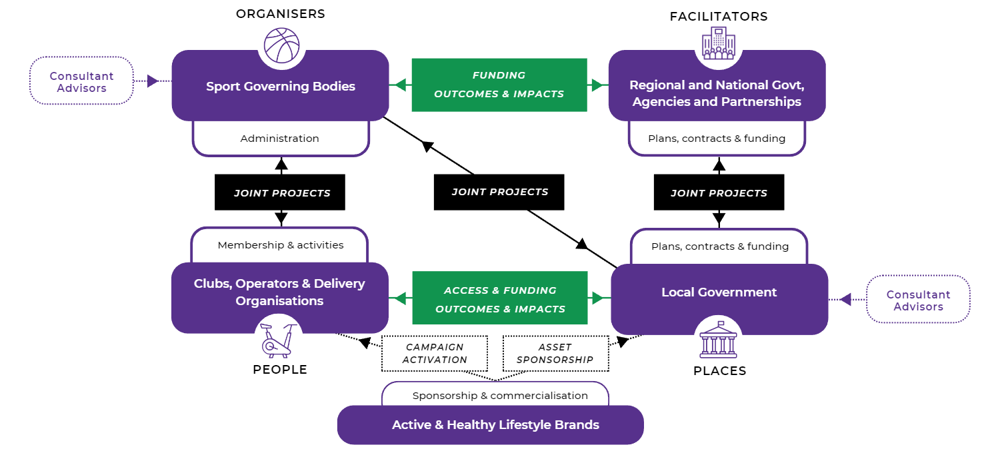 ORGANISERS
FACILITATORS
Consultant
Advisors
Sport Governing Bodies
FUNDING
OUTCOMES & IMPACTS
Regional and National Govt,
Agencies and Partnerships
Administration
Plans, contracts & funding
JOINT PROJECTS
JOINT PROJECTS
JOINT PROJECTS
Membership & activities
Plans, contracts & funding
Clubs, Operators & Delivery
Organisations
ACCESS & FUNDING
OUTCOMES & IMPACTS
Local Government
Consultant
Advisors
PEOPLE
CAMPAIGN
ACTIVATION
ASSET
SPONSORSHIP
PLACES
Sponsorship & commercialisation
Active & Healthy Lifestyle Brands